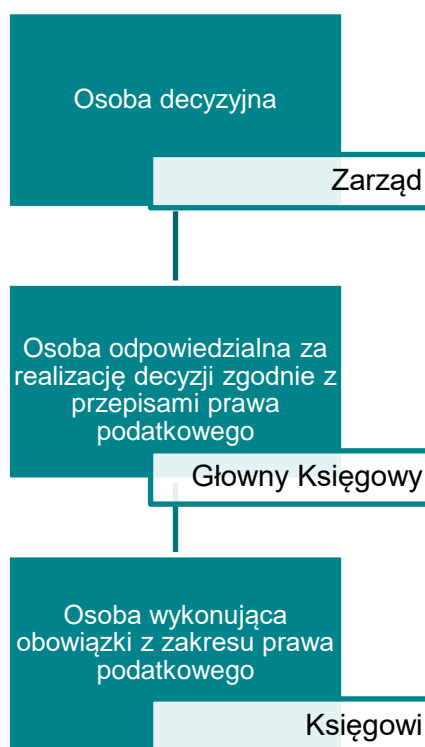 Osoba decyzyjna
Zarząd
Osoba odpowiedzialna za
realizację decyzji zgodnie z
przepisami prawa
podatkowego
Głowny Księgowy
Osoba wykonująca
obowiązki z zakresu prawa
podatkowego
Księgowi